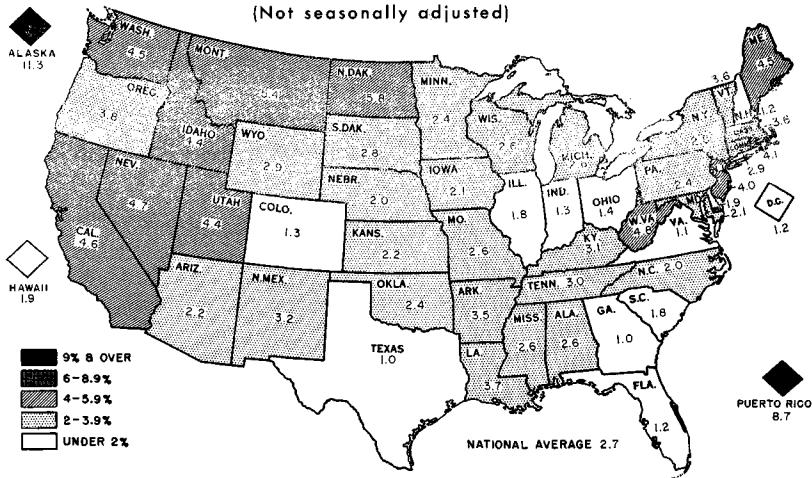 (Not seasonally adjusted)
ALASKA
11.3
WASH.
4.5
MONT.
5.4
N.DAK.
5.8
MINN.
2.4
ME.
4.5
OREG.
3.8
IDAHO
4.4
WYO.
2.9
S.DAK.
2.8
WIS.
2.6
MICH.
N.Y.
VT.
3.6
N.H.
1.2
3.8
4.1
2.9
4.0
1.9
2.1
NEV.
4.7
UTAH
4.4
COLO.
1.3
NEBR.
2.0
IOWA
2.1
ILL.
1.8
IND.
1.3
OHIO
1.4
PA.
2.4
W.VA
4.8
VA.
1.1
D.C.
1.2
CAL.
4.6
KANS.
2.2
MO.
2.6
KY.
3.1
HAWAII
1.9
ARIZ.
2.2
N.MEX.
3.2
OKLA.
2.4
ARK.
3.5
TENN. 3.0
N.C. 2.0
S.C.
1.8
TEXAS
1.0
LA.
3.7
MISS.
2.6
ALA.
2.6
GA.
1.0
FLA.
1.2
9% & OVER
6-8.9%
4-5.9%
2-3.9%
UNDER 2%
NATIONAL AVERAGE 2.7
PUERTO RICO
8.7